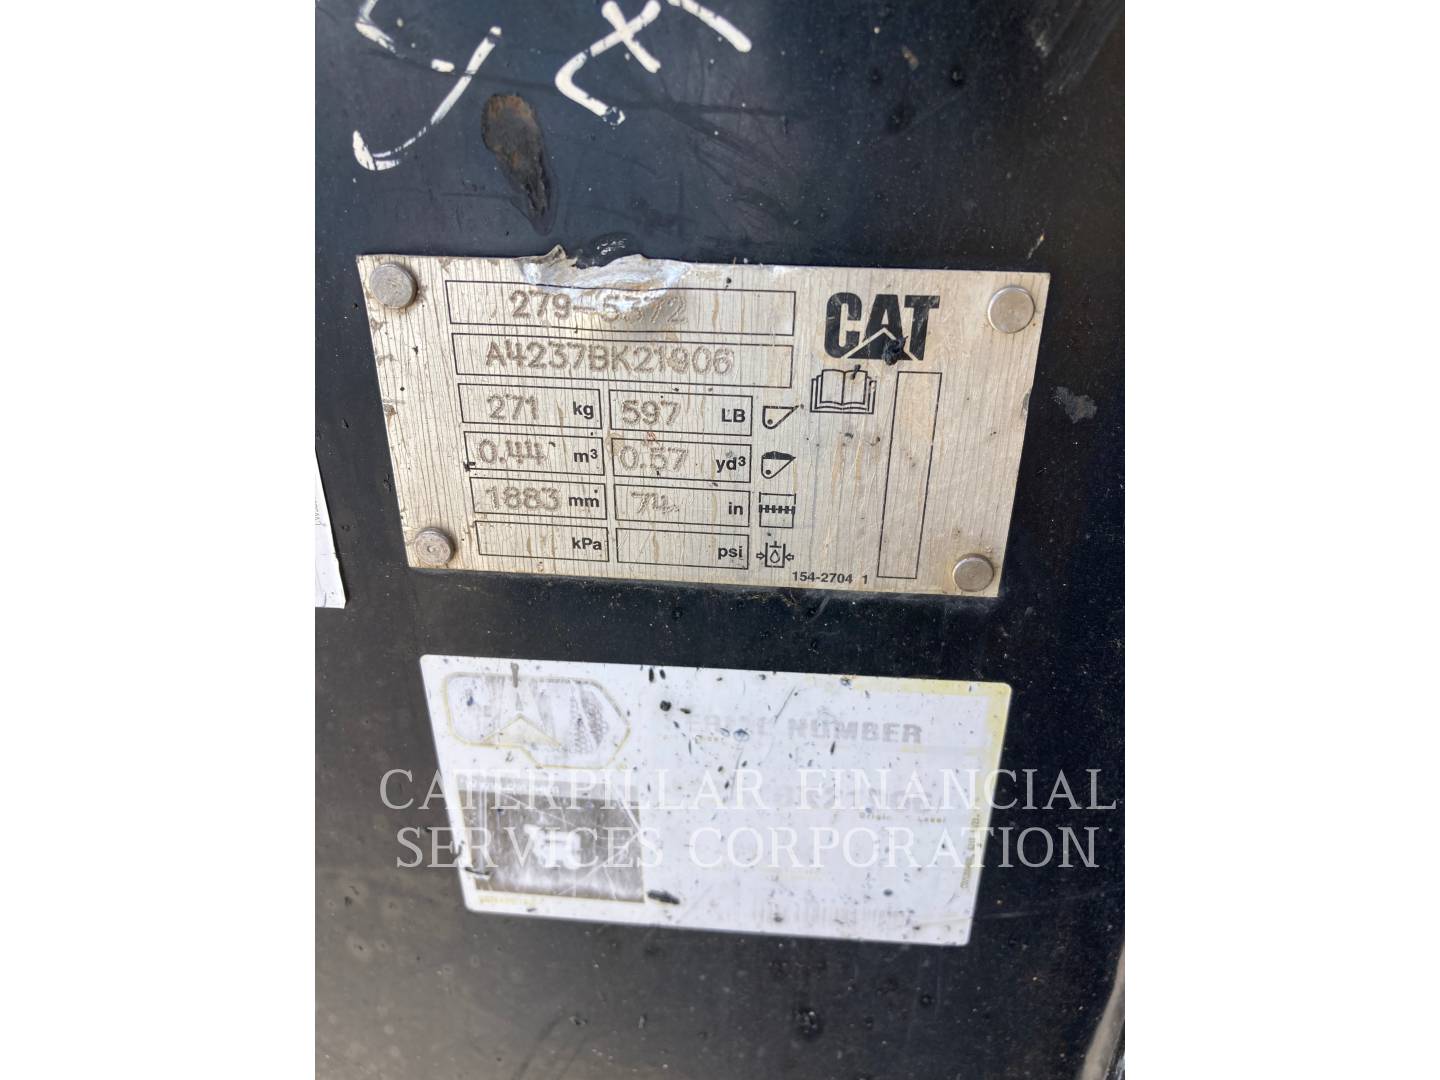 279-5372
CAT
A4237BK21906
271 kg 597 LB
0.44 m³ 0.57 yd³
1883 mm 74. in
kPa psi
154-2704 1
NUMBER
CATERPILLAR FINANCIAL
SERVICES CORPORATION